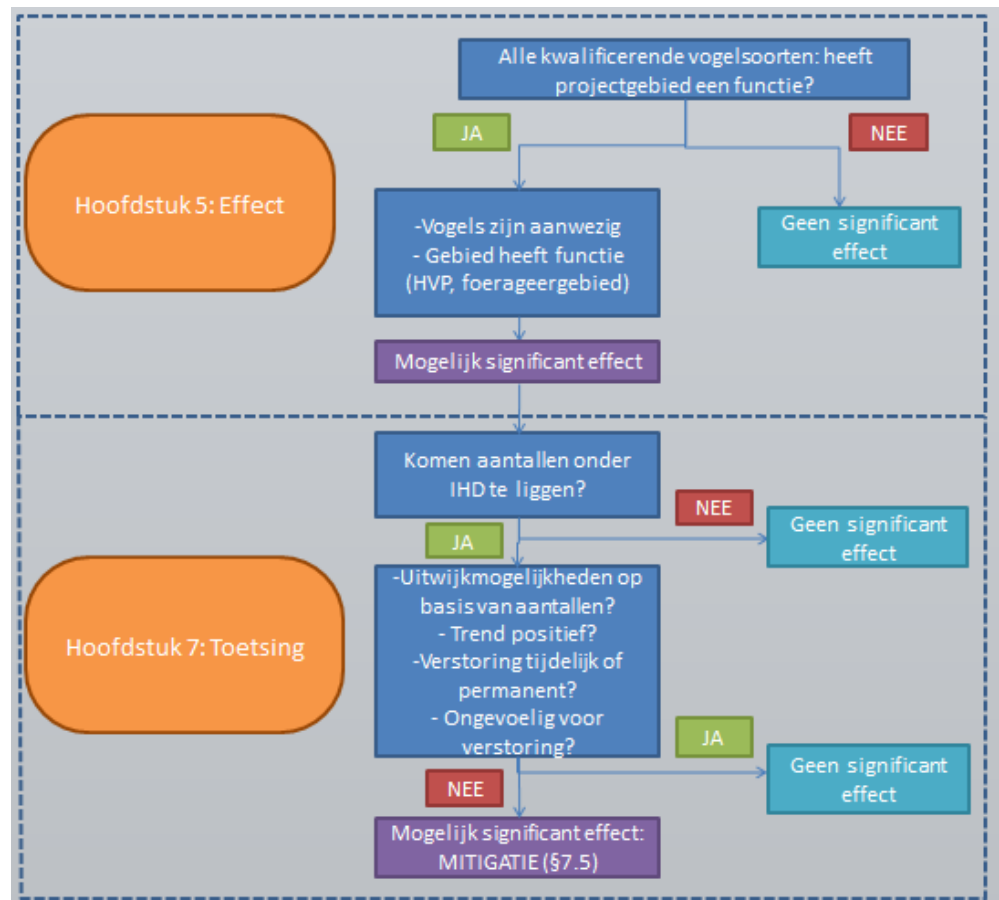 Alle kwalificerende vogelsoorten: heeft
projectgebied een functie?
JA
NEE
Hoofdstuk 5: Effect
-Vogels zijn aanwezig
- Gebied heeft functie
(HVP, foerageergebied)
Geen significant
effect
Mogelijk significant effect
Komen aantallen onder
IHD te liggen?
NEE
JA
Geen significant
effect
-Uitwijkmogelijkheden op
basis van aantallen?
- Trend positief?
-Verstoring tijdelijk of
permanent?
- Ongevoelig voor
verstoring?
Hoofdstuk 7: Toetsing
JA
NEE
Geen significant
effect
Mogelijk significant effect:
MITIGATIE (§7.5)